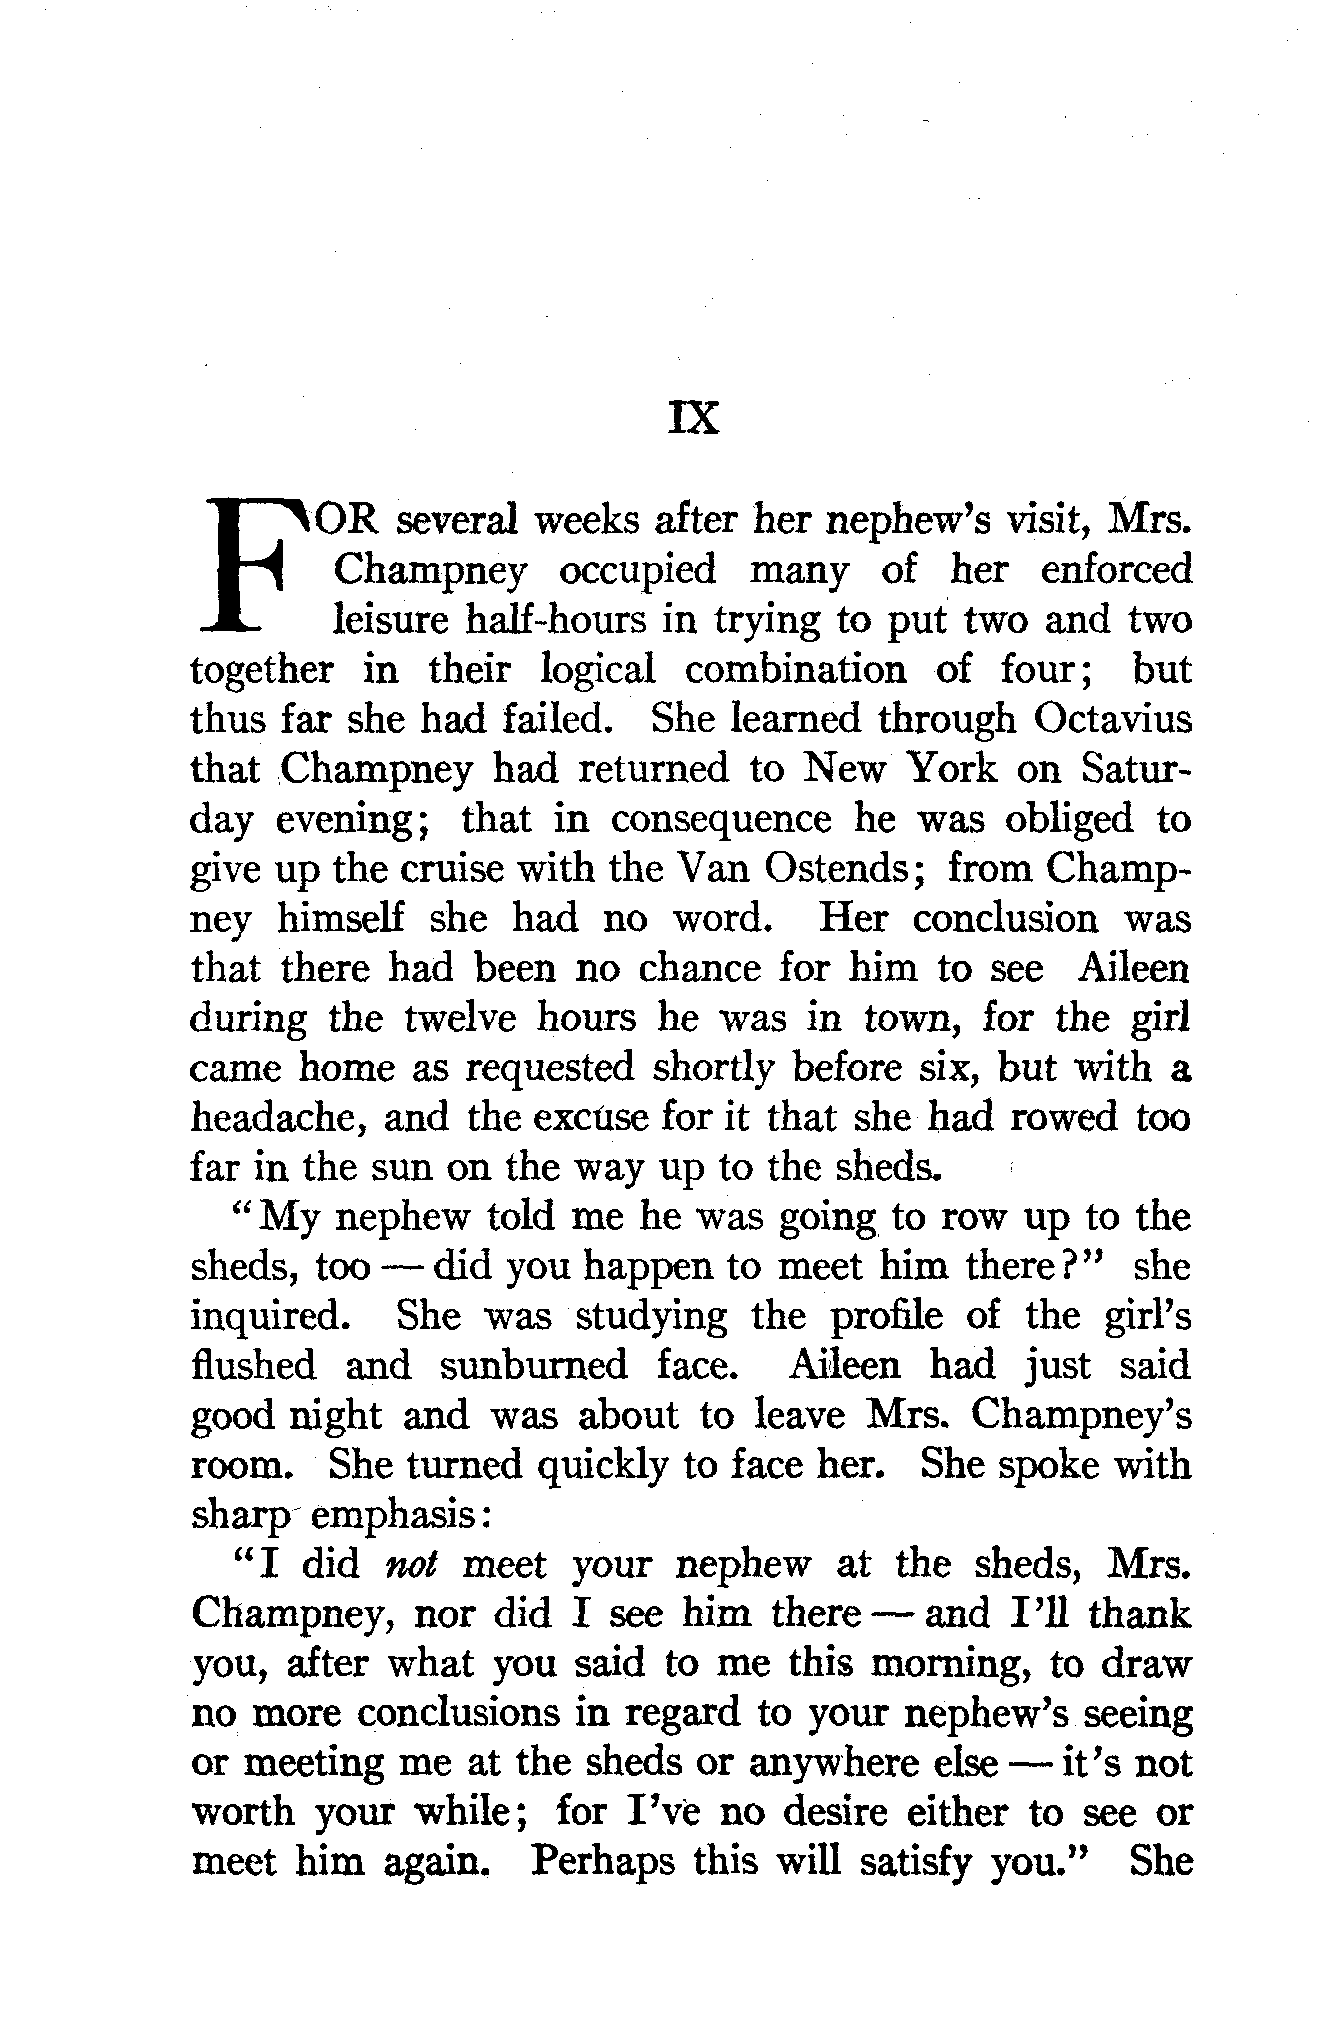 IX
FOR several weeks after her nephew's visit, Mrs.
Champney occupied many of her enforced
leisure half-hours in trying to put two and two
together in their logical combination of four; but
thus far she had failed. She learned through Octavius
that Champney had returned to New York on Satur-
day evening; that in consequence he was obliged to
give up the cruise with the Van Ostends; from Champ-
ney himself she had no word. Her conclusion was
that there had been no chance for him to see Aileen
during the twelve hours he was in town, for the girl
came home as requested shortly before six, but with a
headache, and the excuse for it that she had rowed too
far in the sun on the way up to the sheds.
"My nephew told me he was going to row up to the
sheds, too — did you happen to meet him there?" she
inquired. She was studying the profile of the girl's
flushed and sunburned face. Aileen had just said
good night and was about to leave Mrs. Champney's
room. She turned quickly to face her. She spoke with
sharp emphasis:
"I did not meet your nephew at the sheds, Mrs.
Champney, nor did I see him there — and I'll thank
you, after what you said to me this morning, to draw
no more conclusions in regard to your nephew's seeing
or meeting me at the sheds or anywhere else — it's not
worth your while; for I've no desire either to see or
meet him again. Perhaps this will satisfy you." She